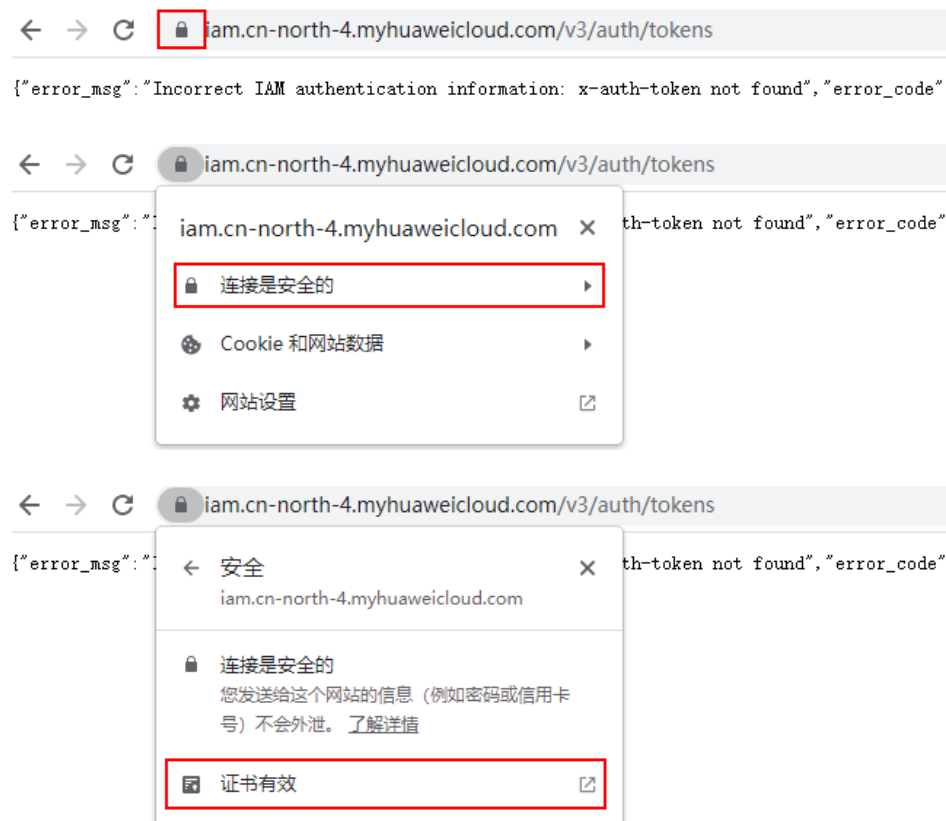 iam.cn-north-4.myhuaweicloud.com/v3/auth/tokens
{"error_msg":"Incorrect IAM authentication information: x-auth-token not found","error_code"
iam.cn-north-4.myhuaweicloud.com/v3/auth/tokens
{"error_msg":" th-token not found","error_code"
iam.cn-north-4.myhuaweicloud.com
连接是安全的
Cookie 和网站数据
网站设置
iam.cn-north-4.myhuaweicloud.com/v3/auth/tokens
{"error_msg":" th-token not found","error_code"
安全
iam.cn-north-4.myhuaweicloud.com
连接是安全的
您发送给这个网站的信息（例如密码或信用卡
号）不会外泄。 了解详情
证书有效